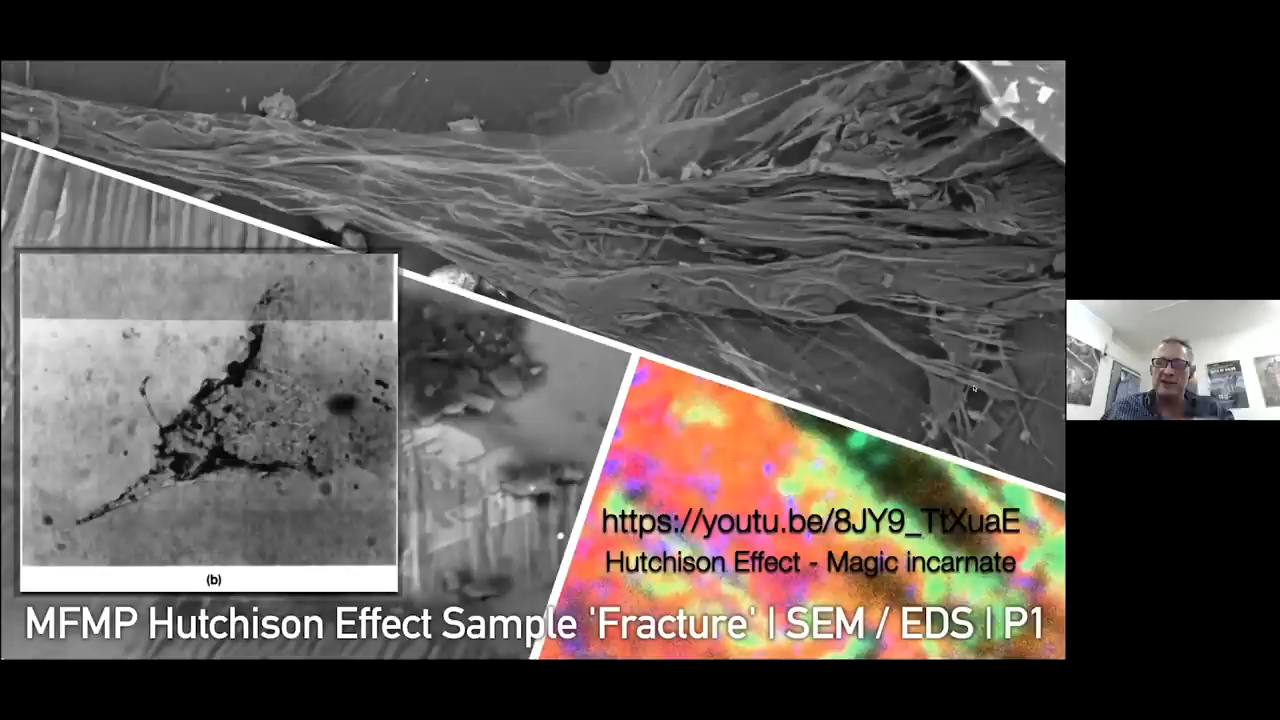 (b)
https://youtu.be/8JY9_TtXuaE
Hutchison Effect - Magic incarnate
MFMP Hutchison Effect Sample 'Fracture' | SEM / EDS | P1